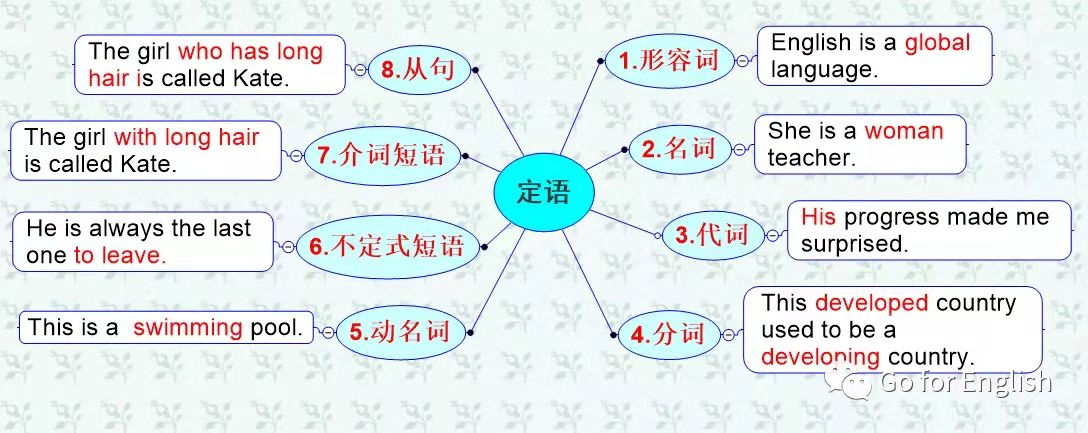 定语
1.形容词
English is a global
language.
2.名词
She is a woman
teacher.
3.代词
His progress made me
surprised.
4.分词
This developed country
used to be a
developing country.
5.动名词
This is a  swimming pool.
6.不定式短语
He is always the last
one to leave.
7.介词短语
The girl with long hair
is called Kate.
8.从句
The girl who has long
hair is called Kate.
Go for English